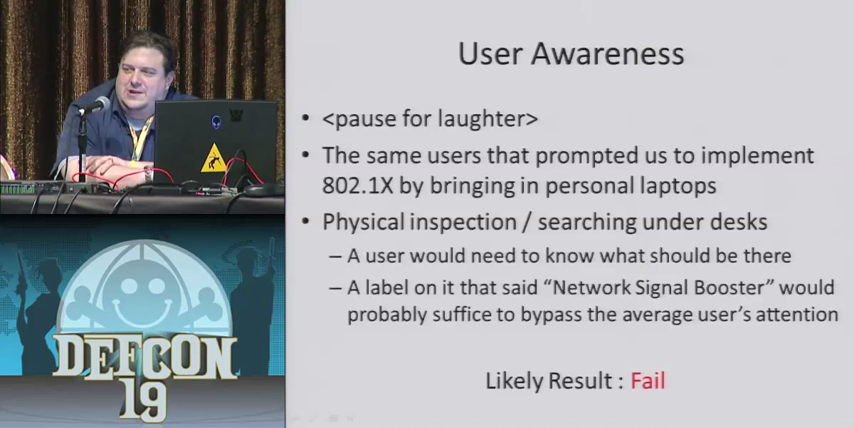 User Awareness
• <pause for laughter>
• The same users that prompted us to implement
802.1X by bringing in personal laptops
• Physical inspection / searching under desks
– A user would need to know what should be there
– A label on it that said “Network Signal Booster” would
probably suffice to bypass the average user’s attention
Likely Result : Fail
DEFCON
19